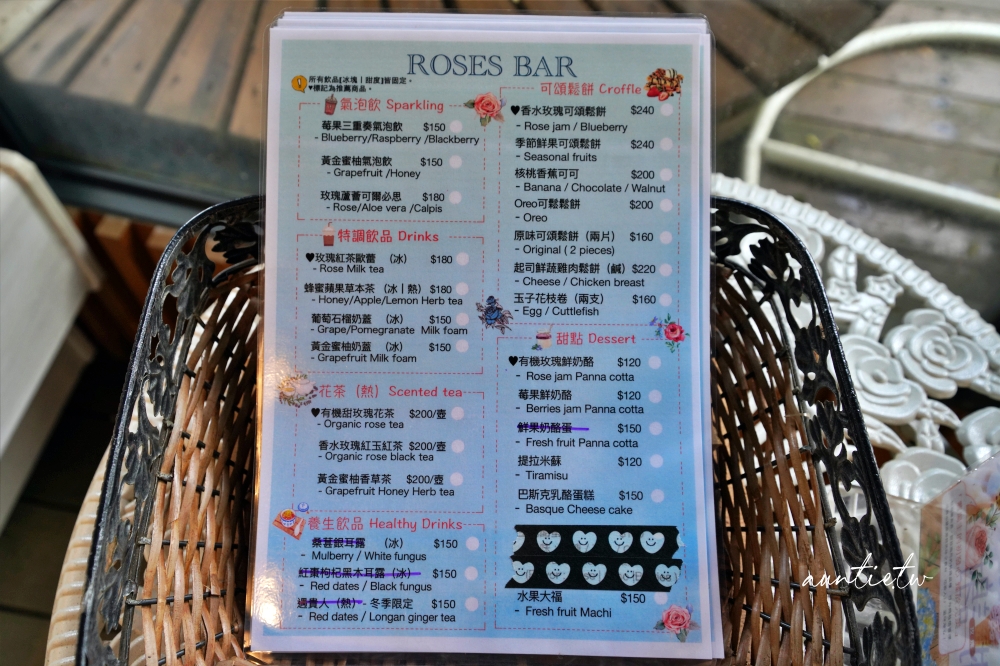 ROSES BAR
所有飲品[冰塊｜甜度]皆固定。
♥標記為推薦商品。
氣泡飲 Sparkling
莓果三重奏氣泡飲 $150
- Blueberry/Raspberry /Blackberry
黃金蜜柚氣泡飲 $150
- Grapefruit /Honey
玫瑰蘆薈可爾必思 $180
- Rose/Aloe vera /Calpis
特調飲品 Drinks
♥玫瑰紅茶歐蕾 （冰） $180
- Rose Milk tea
蜂蜜蘋果草本茶 （冰｜熱） $180
- Honey/Apple/Lemon Herb tea
葡萄石榴奶蓋 （冰） $150
- Grape/Pomegranate Milk foam
黃金蜜柚奶蓋 （冰） $150
- Grapefruit Milk foam
花茶（熱）Scented tea
♥有機甜玫瑰花茶 $200/壺
- Organic rose tea
香水玫瑰紅玉紅茶 $200/壺
- Organic rose black tea
黃金蜜柚香草茶 $200/壺
- Grapefruit Honey Herb tea
養生飲品 Healthy Drinks
桑葚銀耳露 （冰） $150
- Mulberry / White fungus
紅棗枸杞黑木耳露（冰） $150
- Red dates / Black fungus
過貴人（熱）- 冬季限定 $150
- Red dates / Longan ginger tea
可頌鬆餅 Croffle
♥香水玫瑰可頌鬆餅 $240
- Rose jam / Blueberry
季節鮮果可頌鬆餅 $240
- Seasonal fruits
核桃香蕉可可 $200
- Banana / Chocolate / Walnut
Oreo可鬆鬆餅 $200
- Oreo
原味可頌鬆餅（兩片） $160
- Original ( 2 pieces)
起司鮮蔬雞肉鬆餅（鹹） $220
- Cheese / Chicken breast
玉子花枝卷（兩支） $160
- Egg / Cuttlefish
甜點 Dessert
♥有機玫瑰鮮奶酪 $120
- Rose jam Panna cotta
莓果鮮奶酪 $120
- Berries jam Panna cotta
鮮果奶酪蛋 $150
- Fresh fruit Panna cotta
提拉米蘇 $120
- Tiramisu
巴斯克乳酪蛋糕 $150
- Basque Cheese cake
水果大福 $150
- Fresh fruit Machi
auntietw